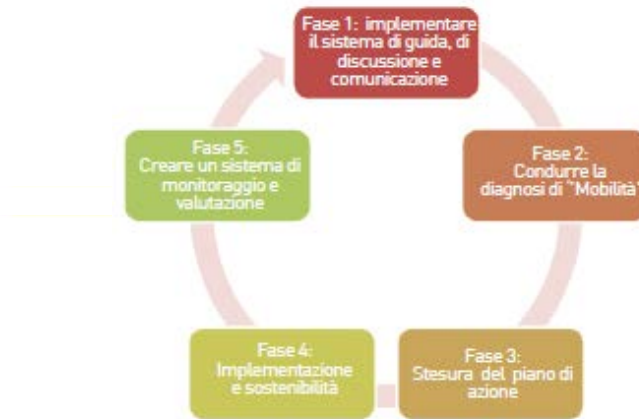 Fase 1: implementare
il sistema di guida, di
discussione e
comunicazione
Fase 2:
Condurre la
diagnosi di "Mobilità"
Fase 3:
Stesura del piano di
azione
Fase 4:
Implementazione
e sostenibilità
Fase 5:
Creare un sistema di
monitoraggio e
valutazione